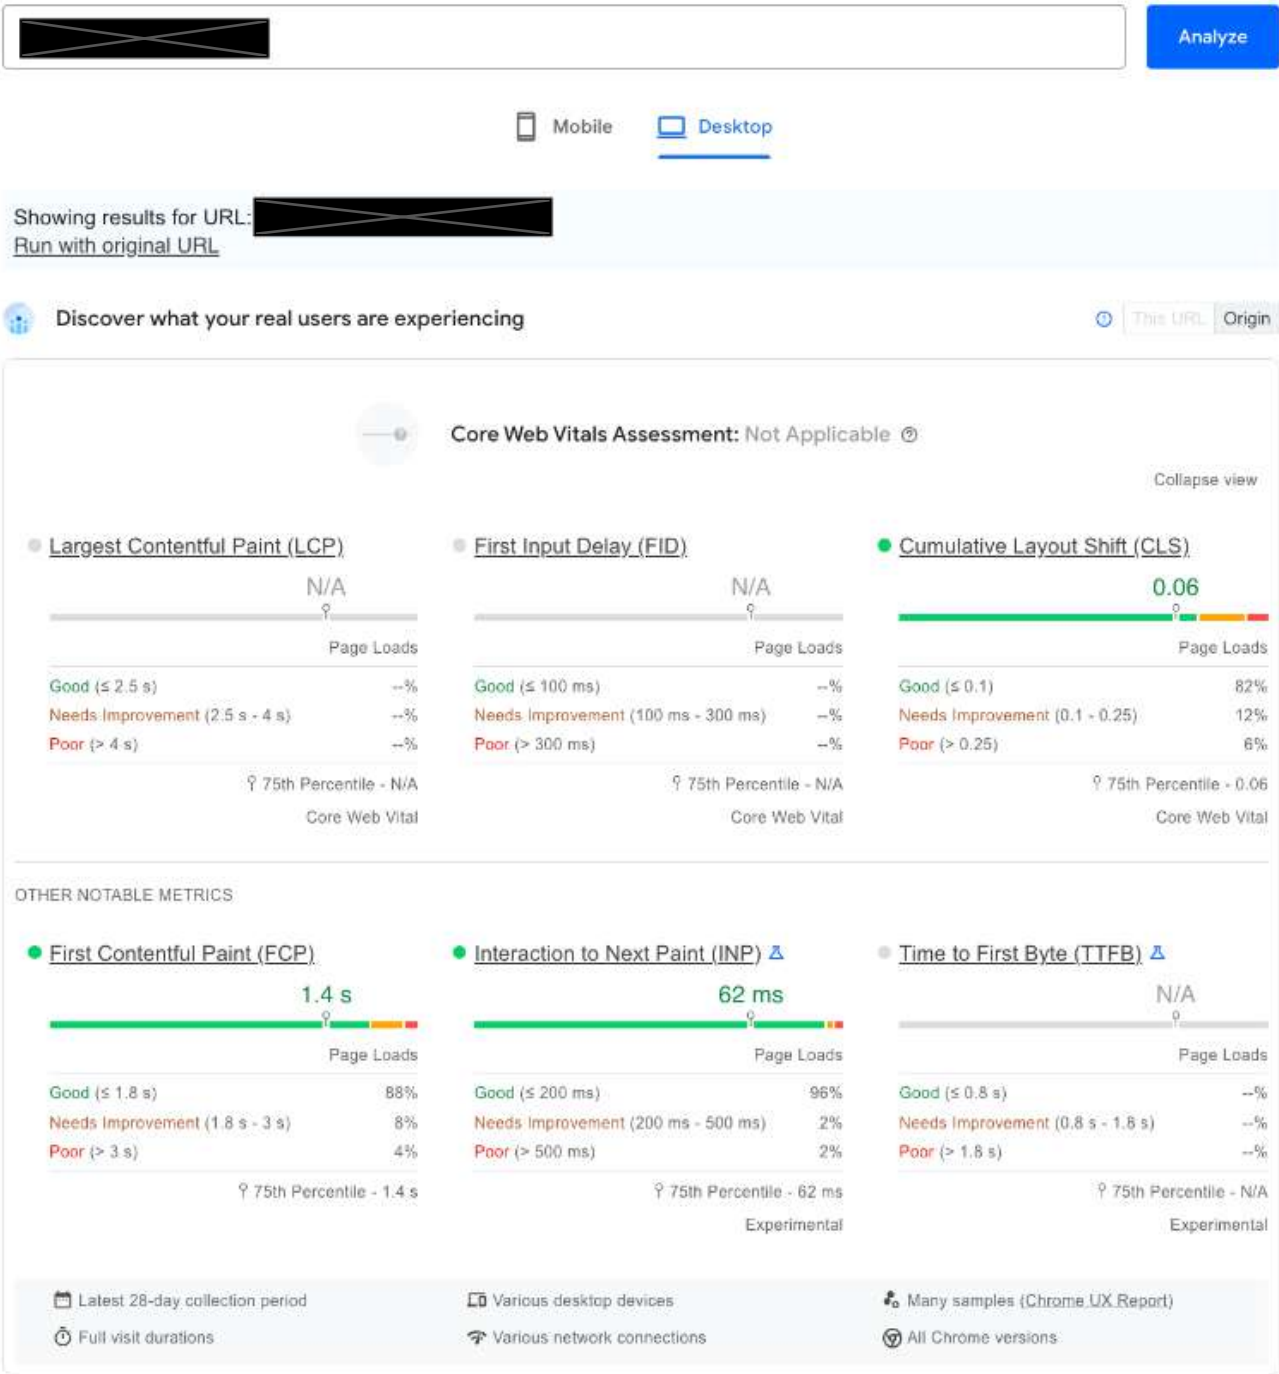 Analyze
Mobile
Desktop
Showing results for URL:
Run with original URL
Discover what your real users are experiencing
This URL
Origin
Core Web Vitals Assessment: Not Applicable
Collapse view
Largest Contentful Paint (LCP)
N/A
Page Loads
Good (≤ 2.5 s) --%
Needs Improvement (2.5 s - 4 s) --%
Poor (> 4 s) --%
75th Percentile - N/A
Core Web Vital
First Input Delay (FID)
N/A
Page Loads
Good (≤ 100 ms) --%
Needs Improvement (100 ms - 300 ms) --%
Poor (> 300 ms) --%
75th Percentile - N/A
Core Web Vital
Cumulative Layout Shift (CLS)
0.06
Page Loads
Good (≤ 0.1) 82%
Needs Improvement (0.1 - 0.25) 12%
Poor (> 0.25) 6%
75th Percentile - 0.06
Core Web Vital
OTHER NOTABLE METRICS
First Contentful Paint (FCP)
1.4 s
Page Loads
Good (≤ 1.8 s) 88%
Needs Improvement (1.8 s - 3 s) 8%
Poor (> 3 s) 4%
75th Percentile - 1.4 s
Interaction to Next Paint (INP)
62 ms
Page Loads
Good (≤ 200 ms) 96%
Needs Improvement (200 ms - 500 ms) 2%
Poor (> 500 ms) 2%
75th Percentile - 62 ms
Experimental
Time to First Byte (TTFB)
N/A
Page Loads
Good (≤ 0.8 s) --%
Needs Improvement (0.8 s - 1.8 s) --%
Poor (> 1.8 s) --%
75th Percentile - N/A
Experimental
Latest 28-day collection period
Various desktop devices
Many samples (Chrome UX Report)
Full visit durations
Various network connections
All Chrome versions